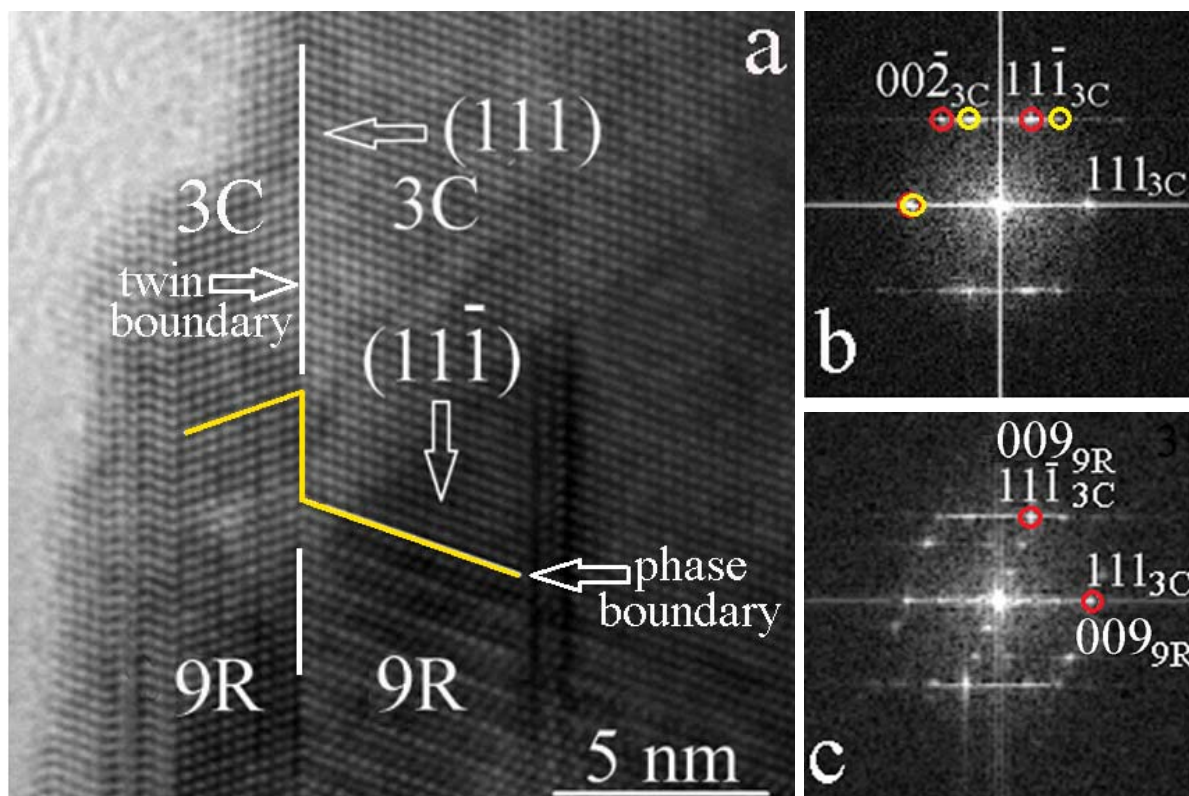 a
(111)
3C
3C
twin
boundary
(111̄)
phase
boundary
9R
9R
5 nm
002̄3C
111̄3C
1113C
b
3
0099R
111̄3C
1113C
0099R
c